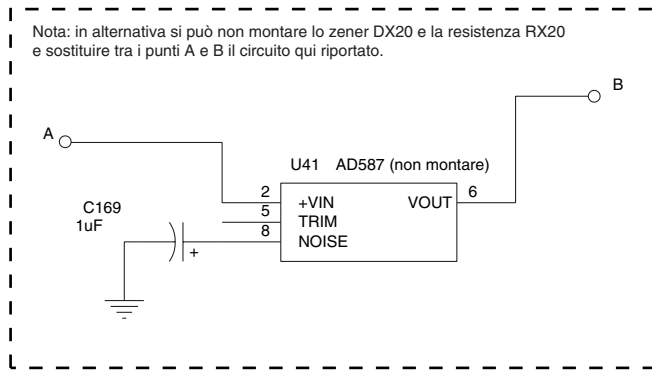 Nota: in alternativa si può non montare lo zener DX20 e la resistenza RX20
e sostituire tra i punti A e B il circuito qui riportato.
B
A
U41 AD587 (non montare)
2 +VIN VOUT 6
5 TRIM
8 NOISE
C169
1uF
+